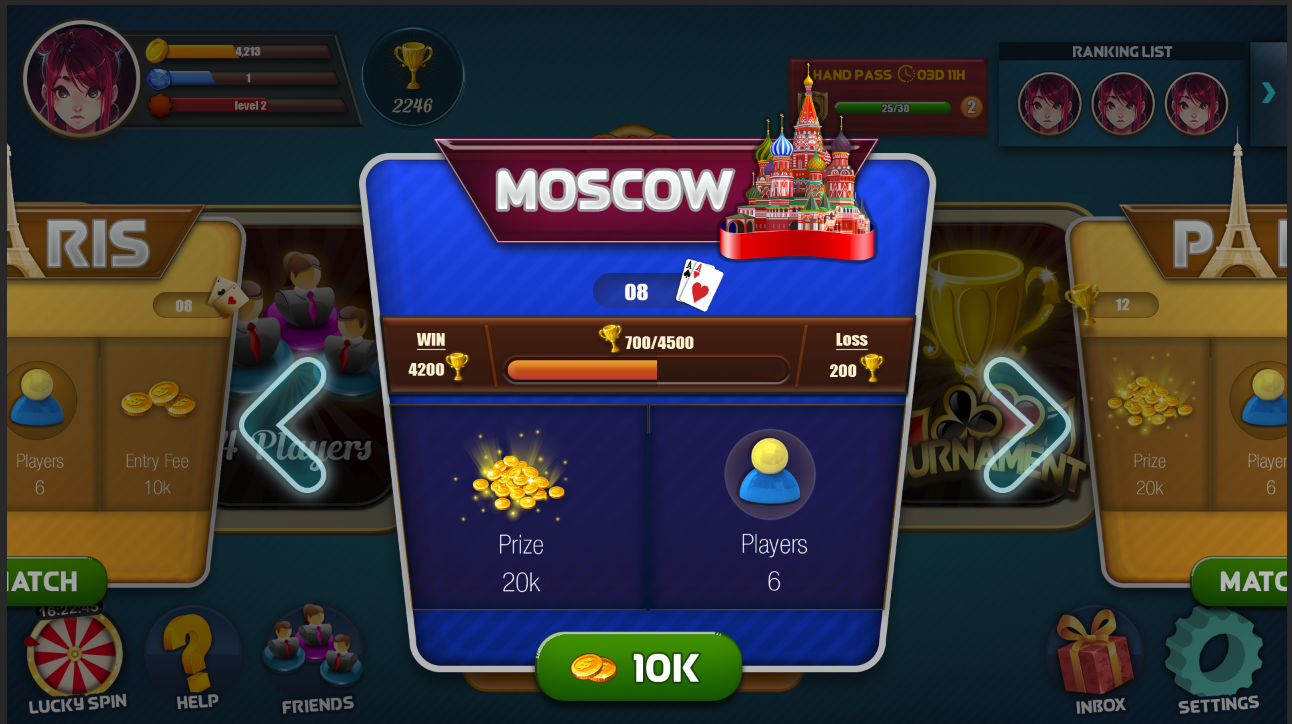 4,213
1
level 2
2246
HAND PASS 03D 11H
25/30
2
RANKING LIST
MOSCOW
08
WIN
4200
700/4500
Loss
200
Prize
20k
Players
6
10K
RIS
08
Players
6
Entry Fee
10k
ATCH
4 Players
URNAMENT
PA
12
Prize
20k
Player
6
MATC
16:22:45
LUCKY SPIN
HELP
FRIENDS
INBOX
SETTINGS